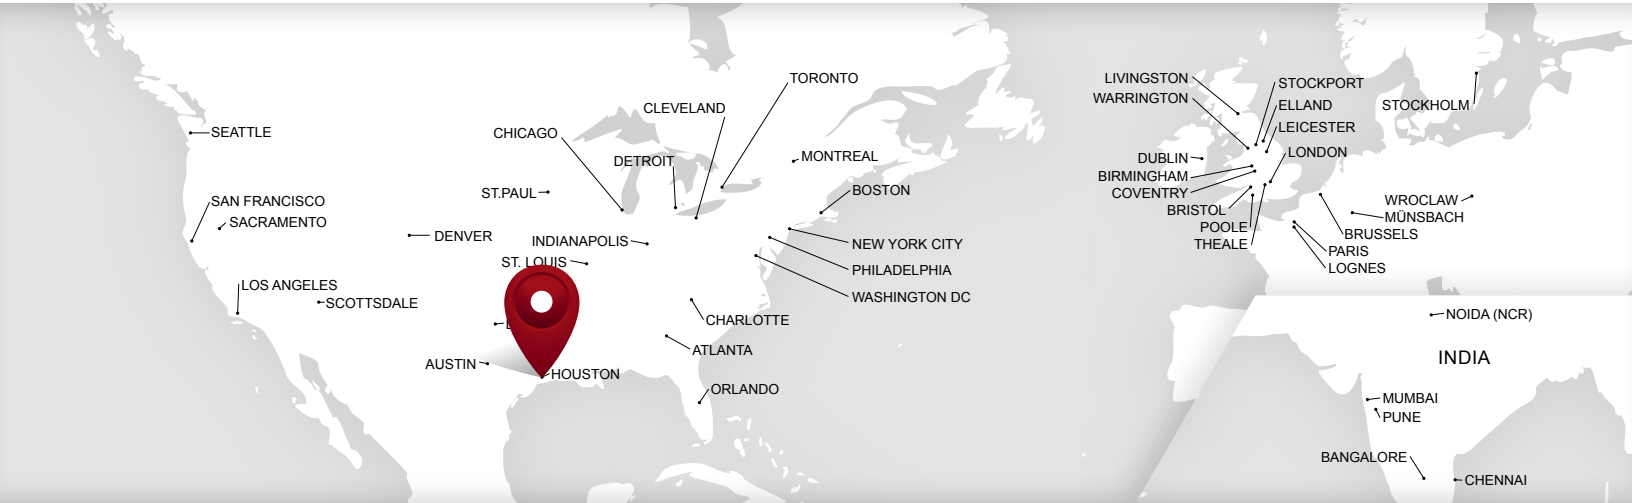 TORONTO
CLEVELAND
CHICAGO
SEATTLE
DETROIT
MONTREAL
ST.PAUL
BOSTON
SAN FRANCISCO
SACRAMENTO
DENVER
INDIANAPOLIS
NEW YORK CITY
ST. LOUIS
PHILADELPHIA
LOS ANGELES
SCOTTSDALE
WASHINGTON DC
CHARLOTTE
ATLANTA
AUSTIN
HOUSTON
ORLANDO
LIVINGSTON
STOCKPORT
WARRINGTON
ELLAND
STOCKHOLM
LEICESTER
DUBLIN
LONDON
BIRMINGHAM
COVENTRY
WROCLAW
BRISTOL
MÜNSBACH
POOLE
BRUSSELS
THEALE
PARIS
LOGNES
NOIDA (NCR)
INDIA
MUMBAI
PUNE
BANGALORE
CHENNAI